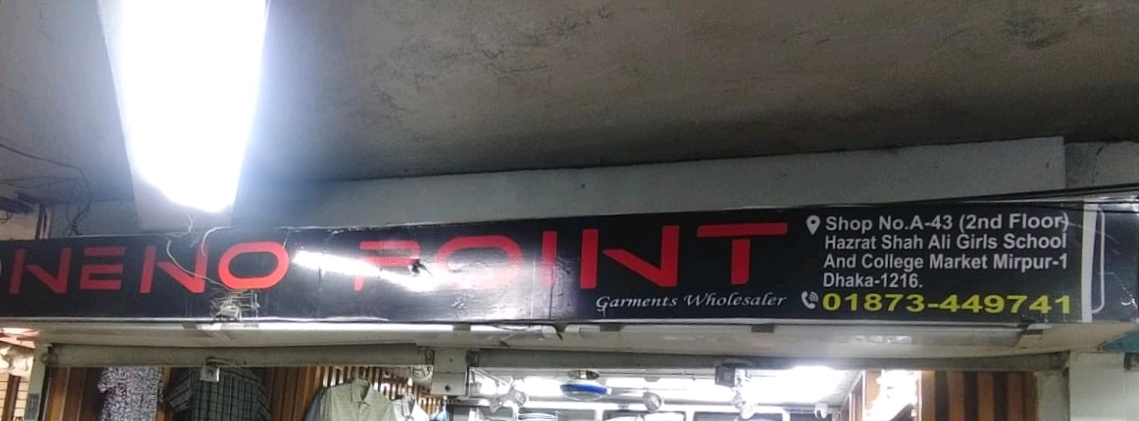 NENO POINT
Garments Wholesaler
Shop No.A-43 (2nd Floor)
Hazrat Shah Ali Girls School
And College Market Mirpur-1
Dhaka-1216.
01873-449741